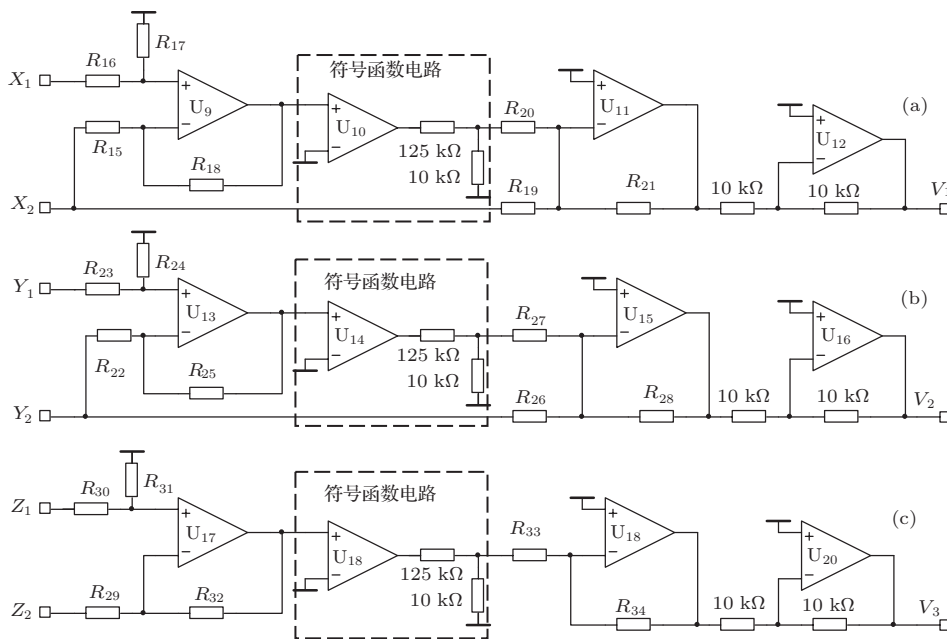 R17
X1
R16
符号函数电路
+
−
U9
+
−
U10
R20
+
−
U11
(a)
R15
R18
125 kΩ
10 kΩ
+
−
U12
X2
R19
R21
10 kΩ
10 kΩ
R23
R24
符号函数电路
Y1
+
−
U13
+
−
U14
R27
+
−
U15
(b)
R22
R25
125 kΩ
10 kΩ
+
−
U16
Y2
R26
R28
10 kΩ
10 kΩ
V2
R30
R31
符号函数电路
Z1
+
−
U17
+
−
U18
R33
+
−
U18
(c)
+
−
U20
125 kΩ
10 kΩ
Z2
R29
R32
R34
10 kΩ
10 kΩ
V3